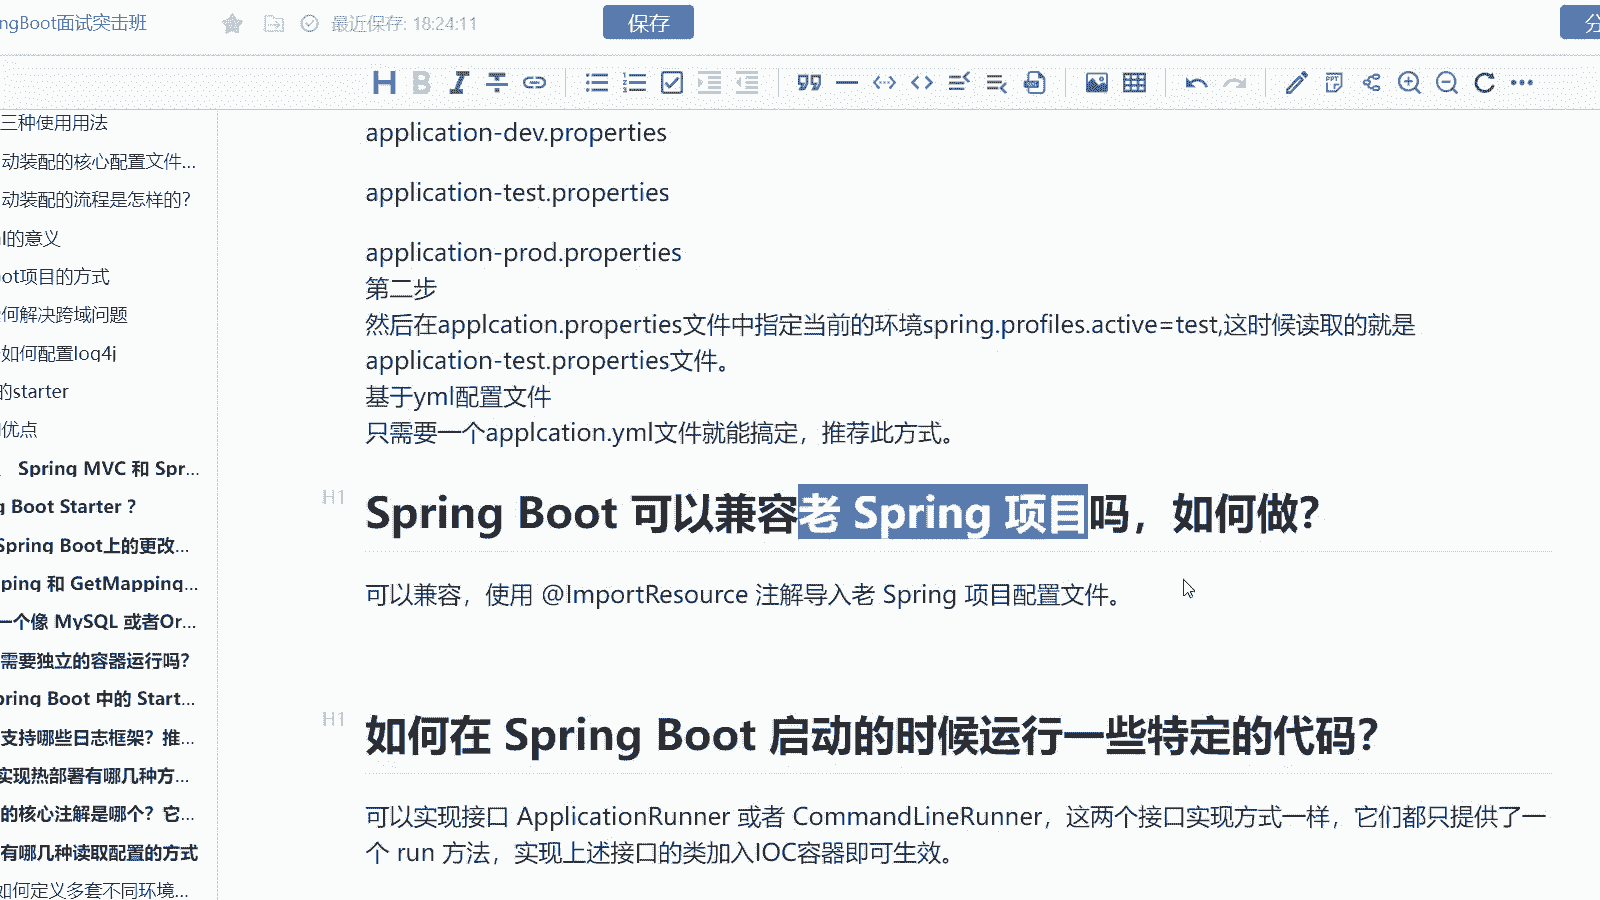 ngBoot面试突击班
最近保存: 18:24:11
保存
分
三种使用用法
动装配的核心配置文件...
动装配的流程是怎样的?
的意义
ot项目的方式
何解决跨域问题
如何配置log4j
的starter
优点
Spring MVC 和 Spr...
g Boot Starter ?
Spring Boot上的更改...
ping 和 GetMapping...
一个像 MySQL 或者Or...
需要独立的容器运行吗?
pring Boot 中的 Start...
支持哪些日志框架? 推...
实现热部署有哪几种方...
的核心注解是哪个? 它...
有哪几种读取配置的方式
如何定义多套不同环境...
application-dev.properties
application-test.properties
application-prod.properties
第二步
然后在applcation.properties文件中指定当前的环境spring.profiles.active=test,这时候读取的就是
application-test.properties文件。
基于yml配置文件
只需要一个applcation.yml文件就能搞定，推荐此方式。
H1
Spring Boot 可以兼容老 Spring 项目吗，如何做?
可以兼容，使用 @ImportResource 注解导入老 Spring 项目配置文件。
H1
如何在 Spring Boot 启动的时候运行一些特定的代码?
可以实现接口 ApplicationRunner 或者 CommandLineRunner，这两个接口实现方式一样，它们都只提供了一
个 run 方法，实现上述接口的类加入IOC容器即可生效。